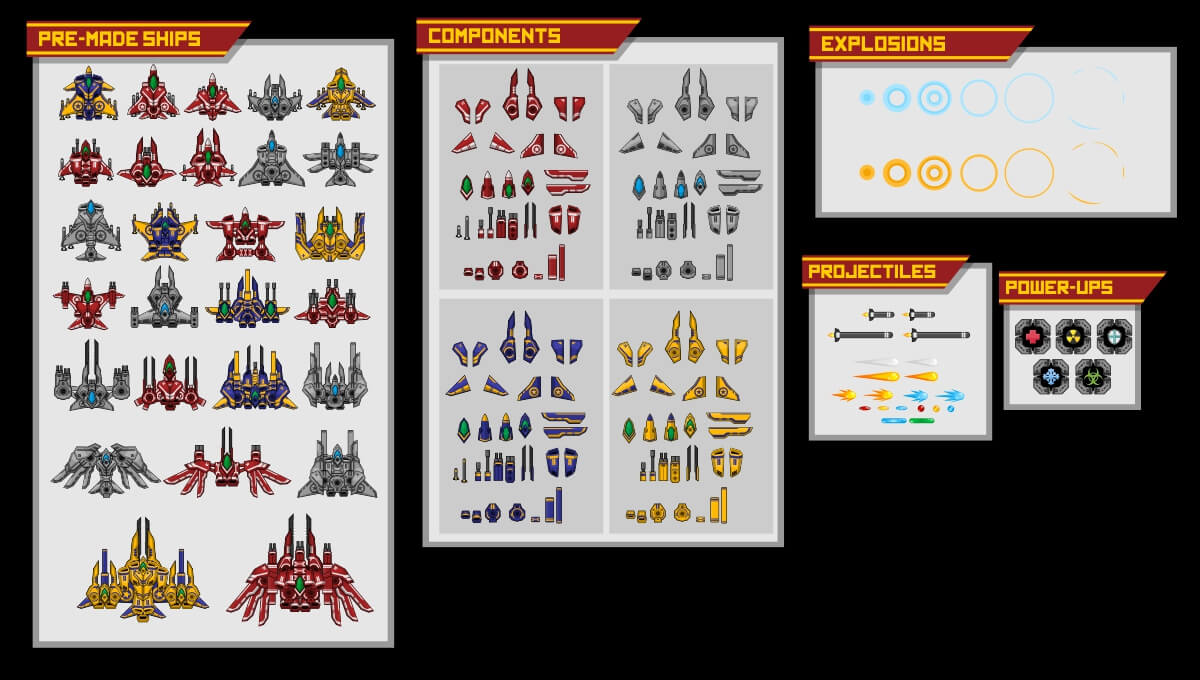 PRE-MADE SHIPS
COMPONENTS
EXPLOSIONS
PROJECTILES
POWER-UPS